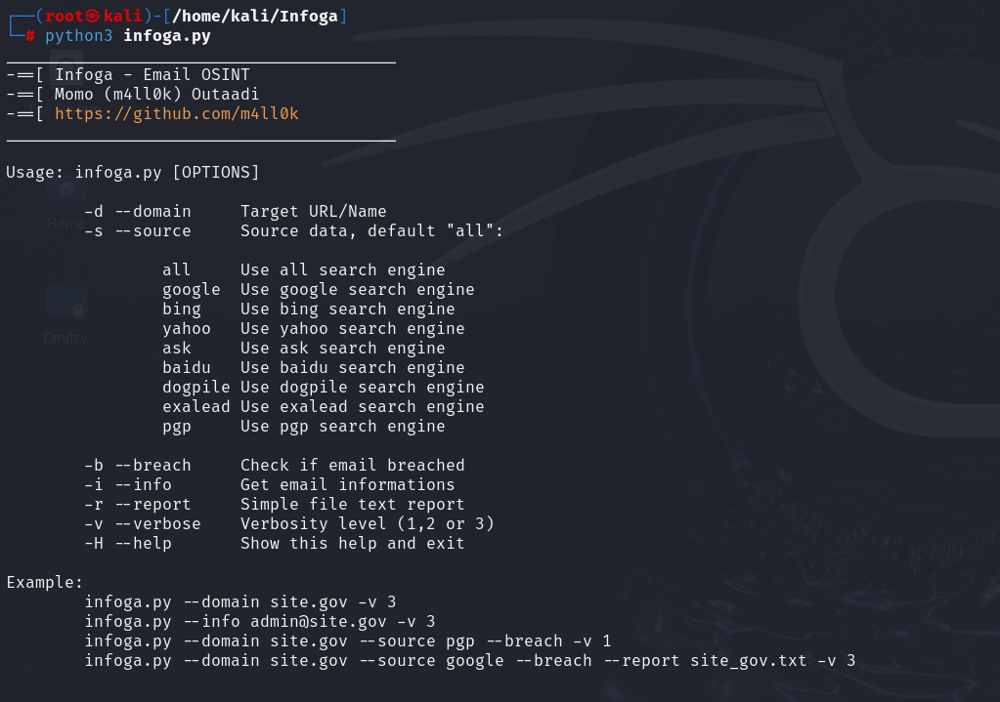 ┌──(root㉿kali)-[/home/kali/Infoga]
└─# python3 infoga.py
________________________________________
-==[ Infoga - Email OSINT
-==[ Momo (m4ll0k) Outaadi
-==[ https://github.com/m4ll0k
________________________________________
Usage: infoga.py [OPTIONS]
-d --domain Target URL/Name
Home
-s --source Source data, default "all":
all Use all search engine
google Use google search engine
bing Use bing search engine
yahoo Use yahoo search engine
Dmitry
ask Use ask search engine
baidu Use baidu search engine
dogpile Use dogpile search engine
exalead Use exalead search engine
pgp Use pgp search engine
-b --breach Check if email breached
-i --info Get email informations
-r --report Simple file text report
-v --verbose Verbosity level (1,2 or 3)
-H --help Show this help and exit
Example:
infoga.py --domain site.gov -v 3
infoga.py --info admin@site.gov -v 3
infoga.py --domain site.gov --source pgp --breach -v 1
infoga.py --domain site.gov --source google --breach --report site_gov.txt -v 3